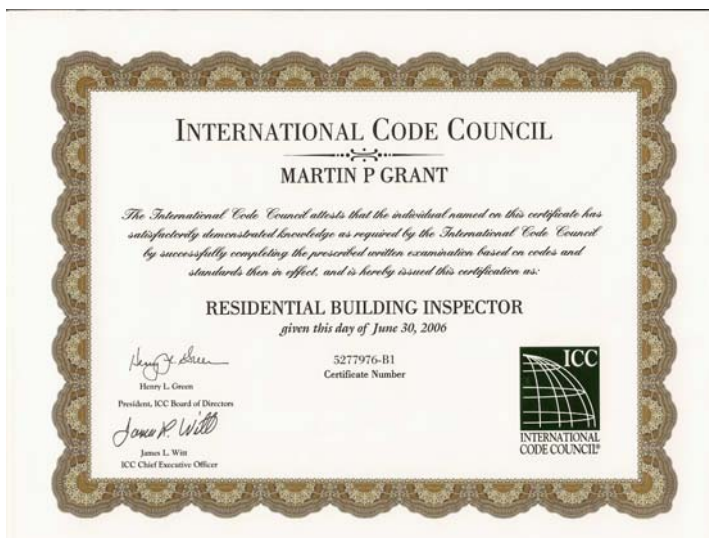 INTERNATIONAL CODE COUNCIL
MARTIN P GRANT
The International Code Council attests that the individual named on this certificate has
satisfactorily demonstrated knowledge as required by the International Code Council
by successfully completing the prescribed written examination based on codes and
standards then in effect, and is hereby issued this certification as:
RESIDENTIAL BUILDING INSPECTOR
given this day of June 30, 2006
Henry L. Green
Henry L. Green
President, ICC Board of Directors
James L. Witt
James L. Witt
ICC Chief Executive Officer
5277976-B1
Certificate Number
ICC
INTERNATIONAL
CODE COUNCIL®